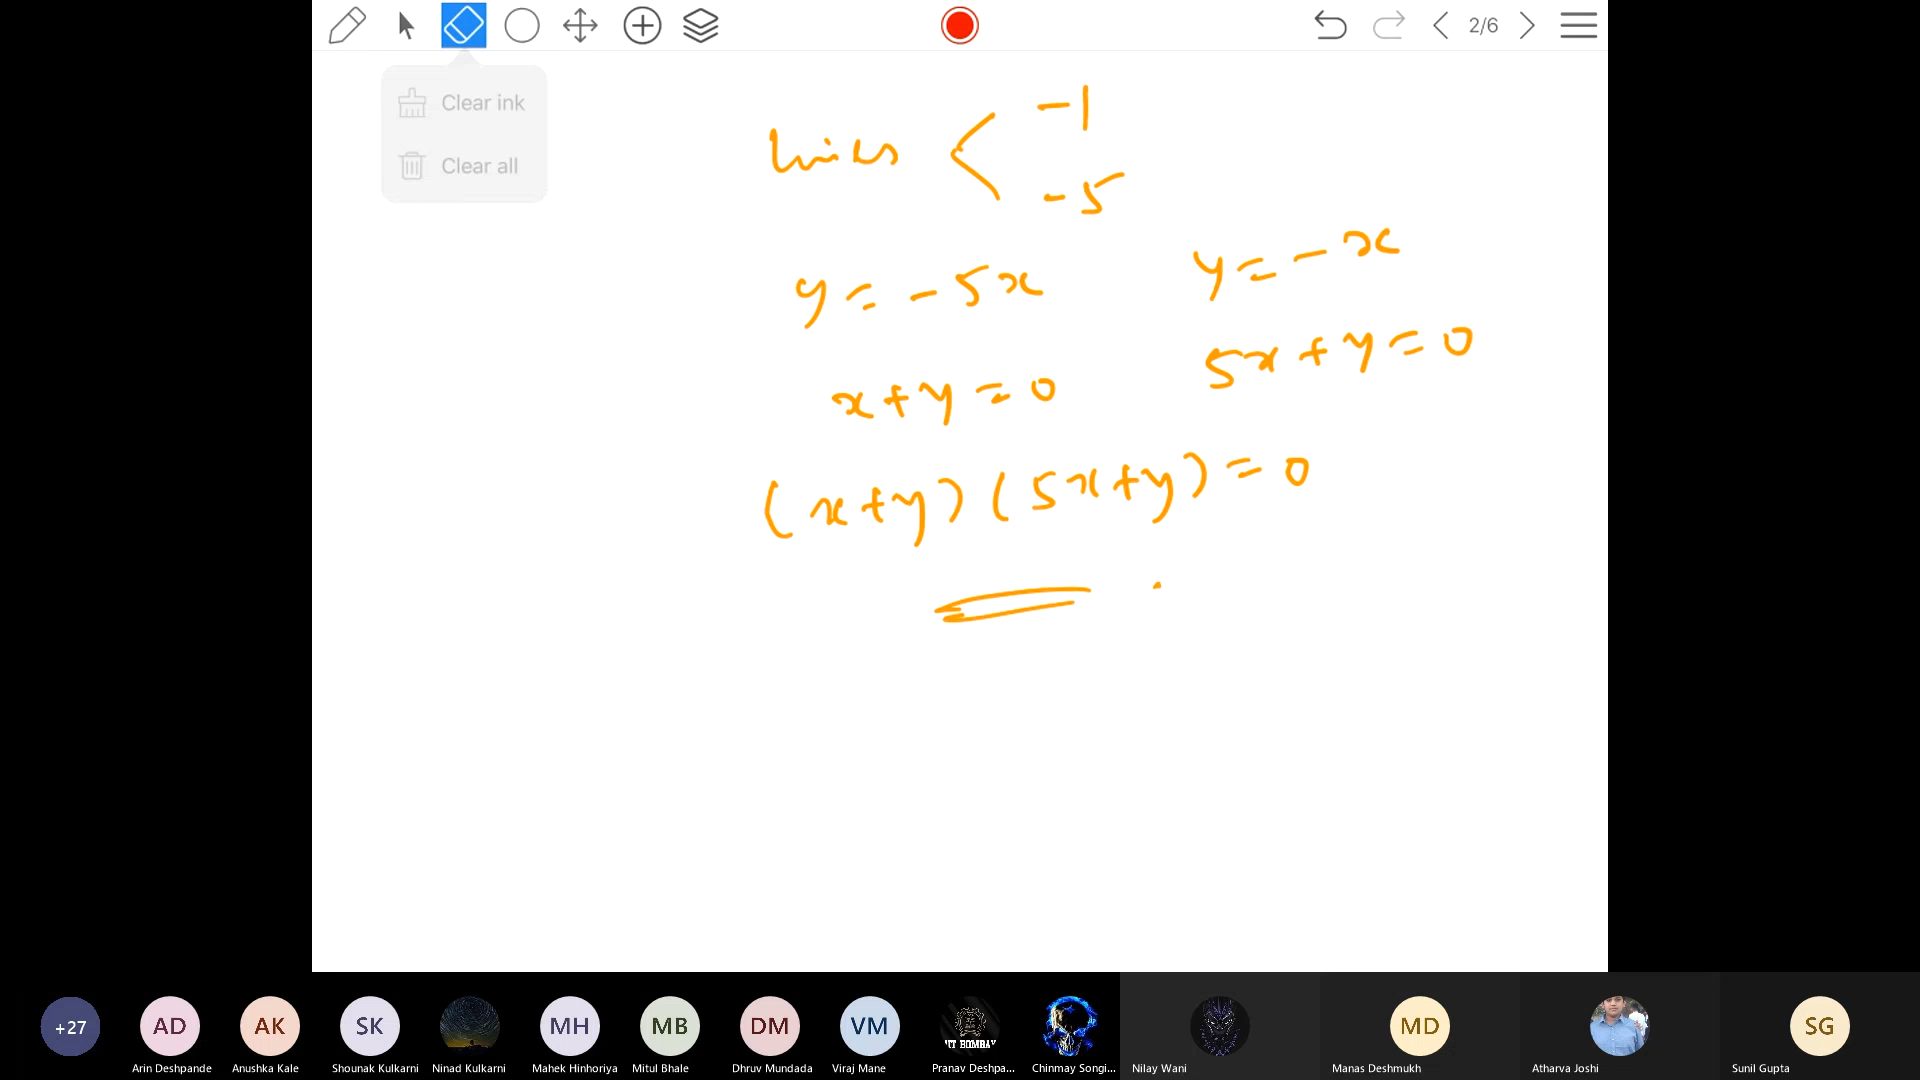 2/6
Clear ink
Clear all
lines < -1
-5
y = -5x
y = -x
x+y = 0
5x + y = 0
(x+y) (5x+y) = 0
+27
AD
AK
SK
MH
MB
DM
VM
MD
SG
Arin Deshpande
Anushka Kale
Shounak Kulkarni
Ninad Kulkarni
Mahek Hinhoriya
Mitul Bhale
Dhruv Mundada
Viraj Mane
Pranav Deshpa...
Chinmay Songi...
Nilay Wani
Manas Deshmukh
Atharva Joshi
Sunil Gupta